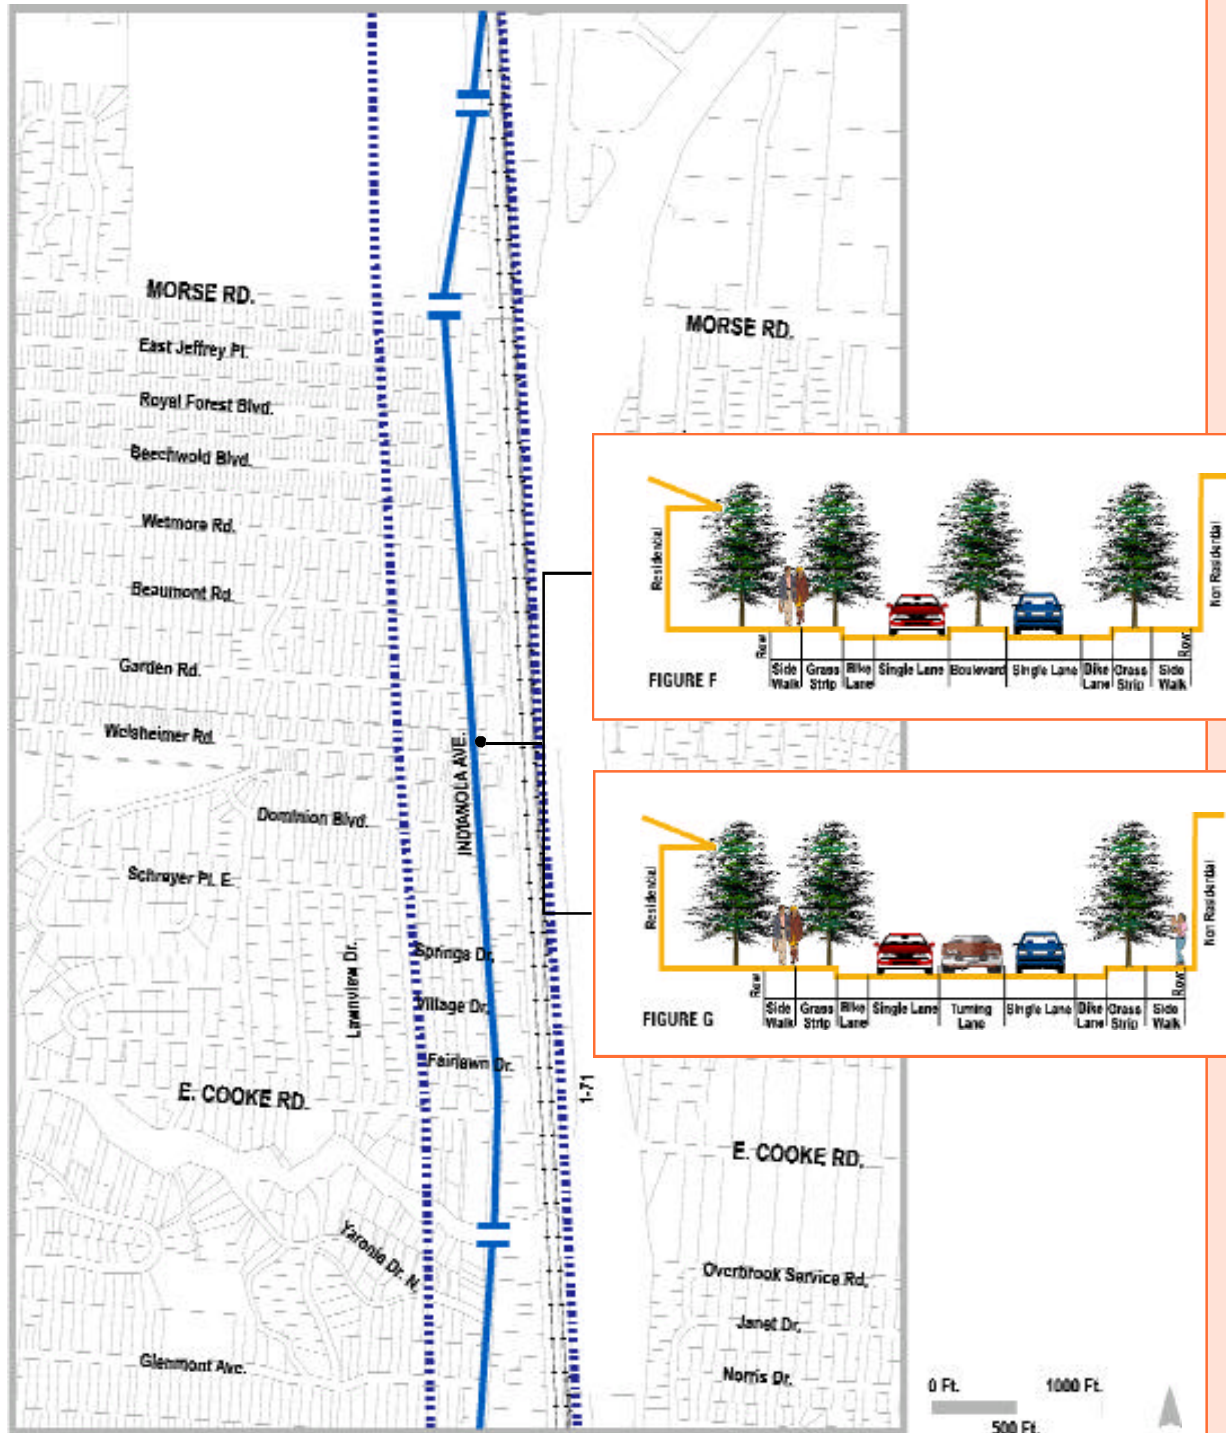 MORSE RD.
MORSE RD.
East Jeffrey Pl.
Royal Forest Blvd.
Beechwold Blvd.
Wetmore Rd.
Beaumont Rd.
Garden Rd.
Welsheimer Rd.
INDIANOLA AVE.
Dominion Blvd.
Schreyer Pl. E.
Lawnview Dr.
Springs Dr.
Village Dr.
Fairlawn Dr.
E. COOKE RD.
I-71
E. COOKE RD.
Yaronia Dr. N.
Overbrook Service Rd.
Janet Dr.
Norris Dr.
Glenmont Ave.
Residential
Non Residential
Row
Row
Side Grass Bike Single Lane Boulevard Single Lane Bike Grass Side
Walk Strip Lane Lane Strip Walk
FIGURE F
Residential
Non Residential
Row
Row
Side Grass Bike Single Lane Turning Single Lane Bike Grass Side
Walk Strip Lane Lane Lane Strip Walk
FIGURE G
0 Ft. 1000 Ft.
500 Ft.